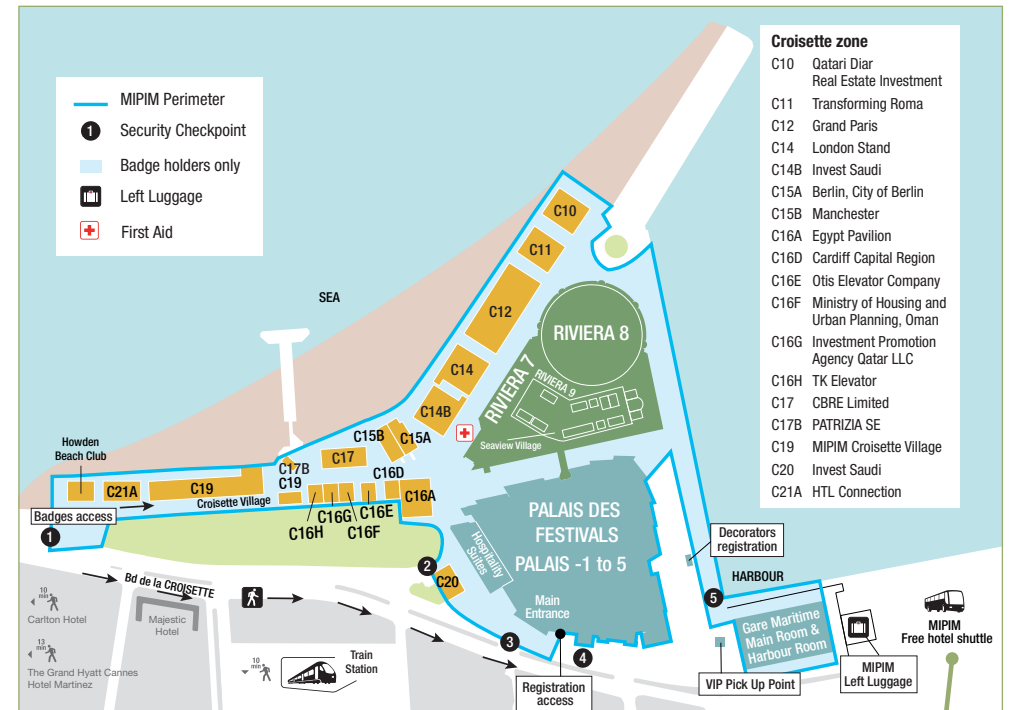 MIPIM Perimeter
1 Security Checkpoint
Badge holders only
Left Luggage
First Aid
Croisette zone
C10 Qatari Diar
Real Estate Investment
C11 Transforming Roma
C12 Grand Paris
C14 London Stand
C14B Invest Saudi
C15A Berlin, City of Berlin
C15B Manchester
C16A Egypt Pavilion
C16D Cardiff Capital Region
C16E Otis Elevator Company
C16F Ministry of Housing and
Urban Planning, Oman
C16G Investment Promotion
Agency Qatar LLC
C16H TK Elevator
C17 CBRE Limited
C17B PATRIZIA SE
C19 MIPIM Croisette Village
C20 Invest Saudi
C21A HTL Connection
SEA
C10
C11
C12
C14
C14B
RIVIERA 8
RIVIERA 7
RIVIERA 9
Seaview Village
C15B
C15A
C17
C17B
C19
C16D
C16A
C16E
C16F
C16G
C16H
Howden
Beach Club
C21A
C19
Croisette Village
Badges access
1
2
C20
Hospitality
Suites
PALAIS DES
FESTIVALS
PALAIS -1 to 5
Main
Entrance
3
4
Registration
access
Decorators
registration
HARBOUR
5
Gare Maritime
Main Room &
Harbour Room
VIP Pick Up Point
MIPIM
Left Luggage
MIPIM
Free hotel shuttle
Bd de la CROISETTE
10
min
Carlton Hotel
13
min
The Grand Hyatt Cannes
Hotel Martinez
Majestic
Hotel
10
min
Train
Station